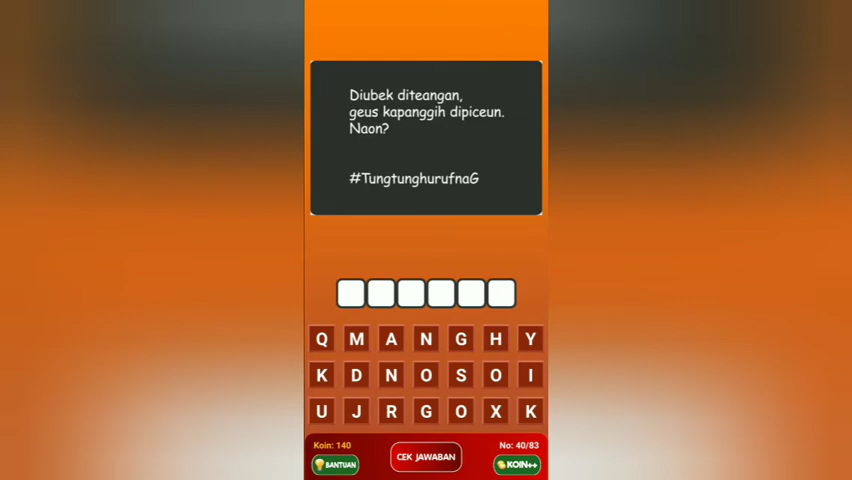 Diubek diteangan,
geus kapanggih dipiceun.
Naon?
#TungtunghurufnaG
Q M A N G H Y
K D N O S O I
U J R G O X K
Koin: 140
No: 40/83
BANTUAN
CEK JAWABAN
KOIN++